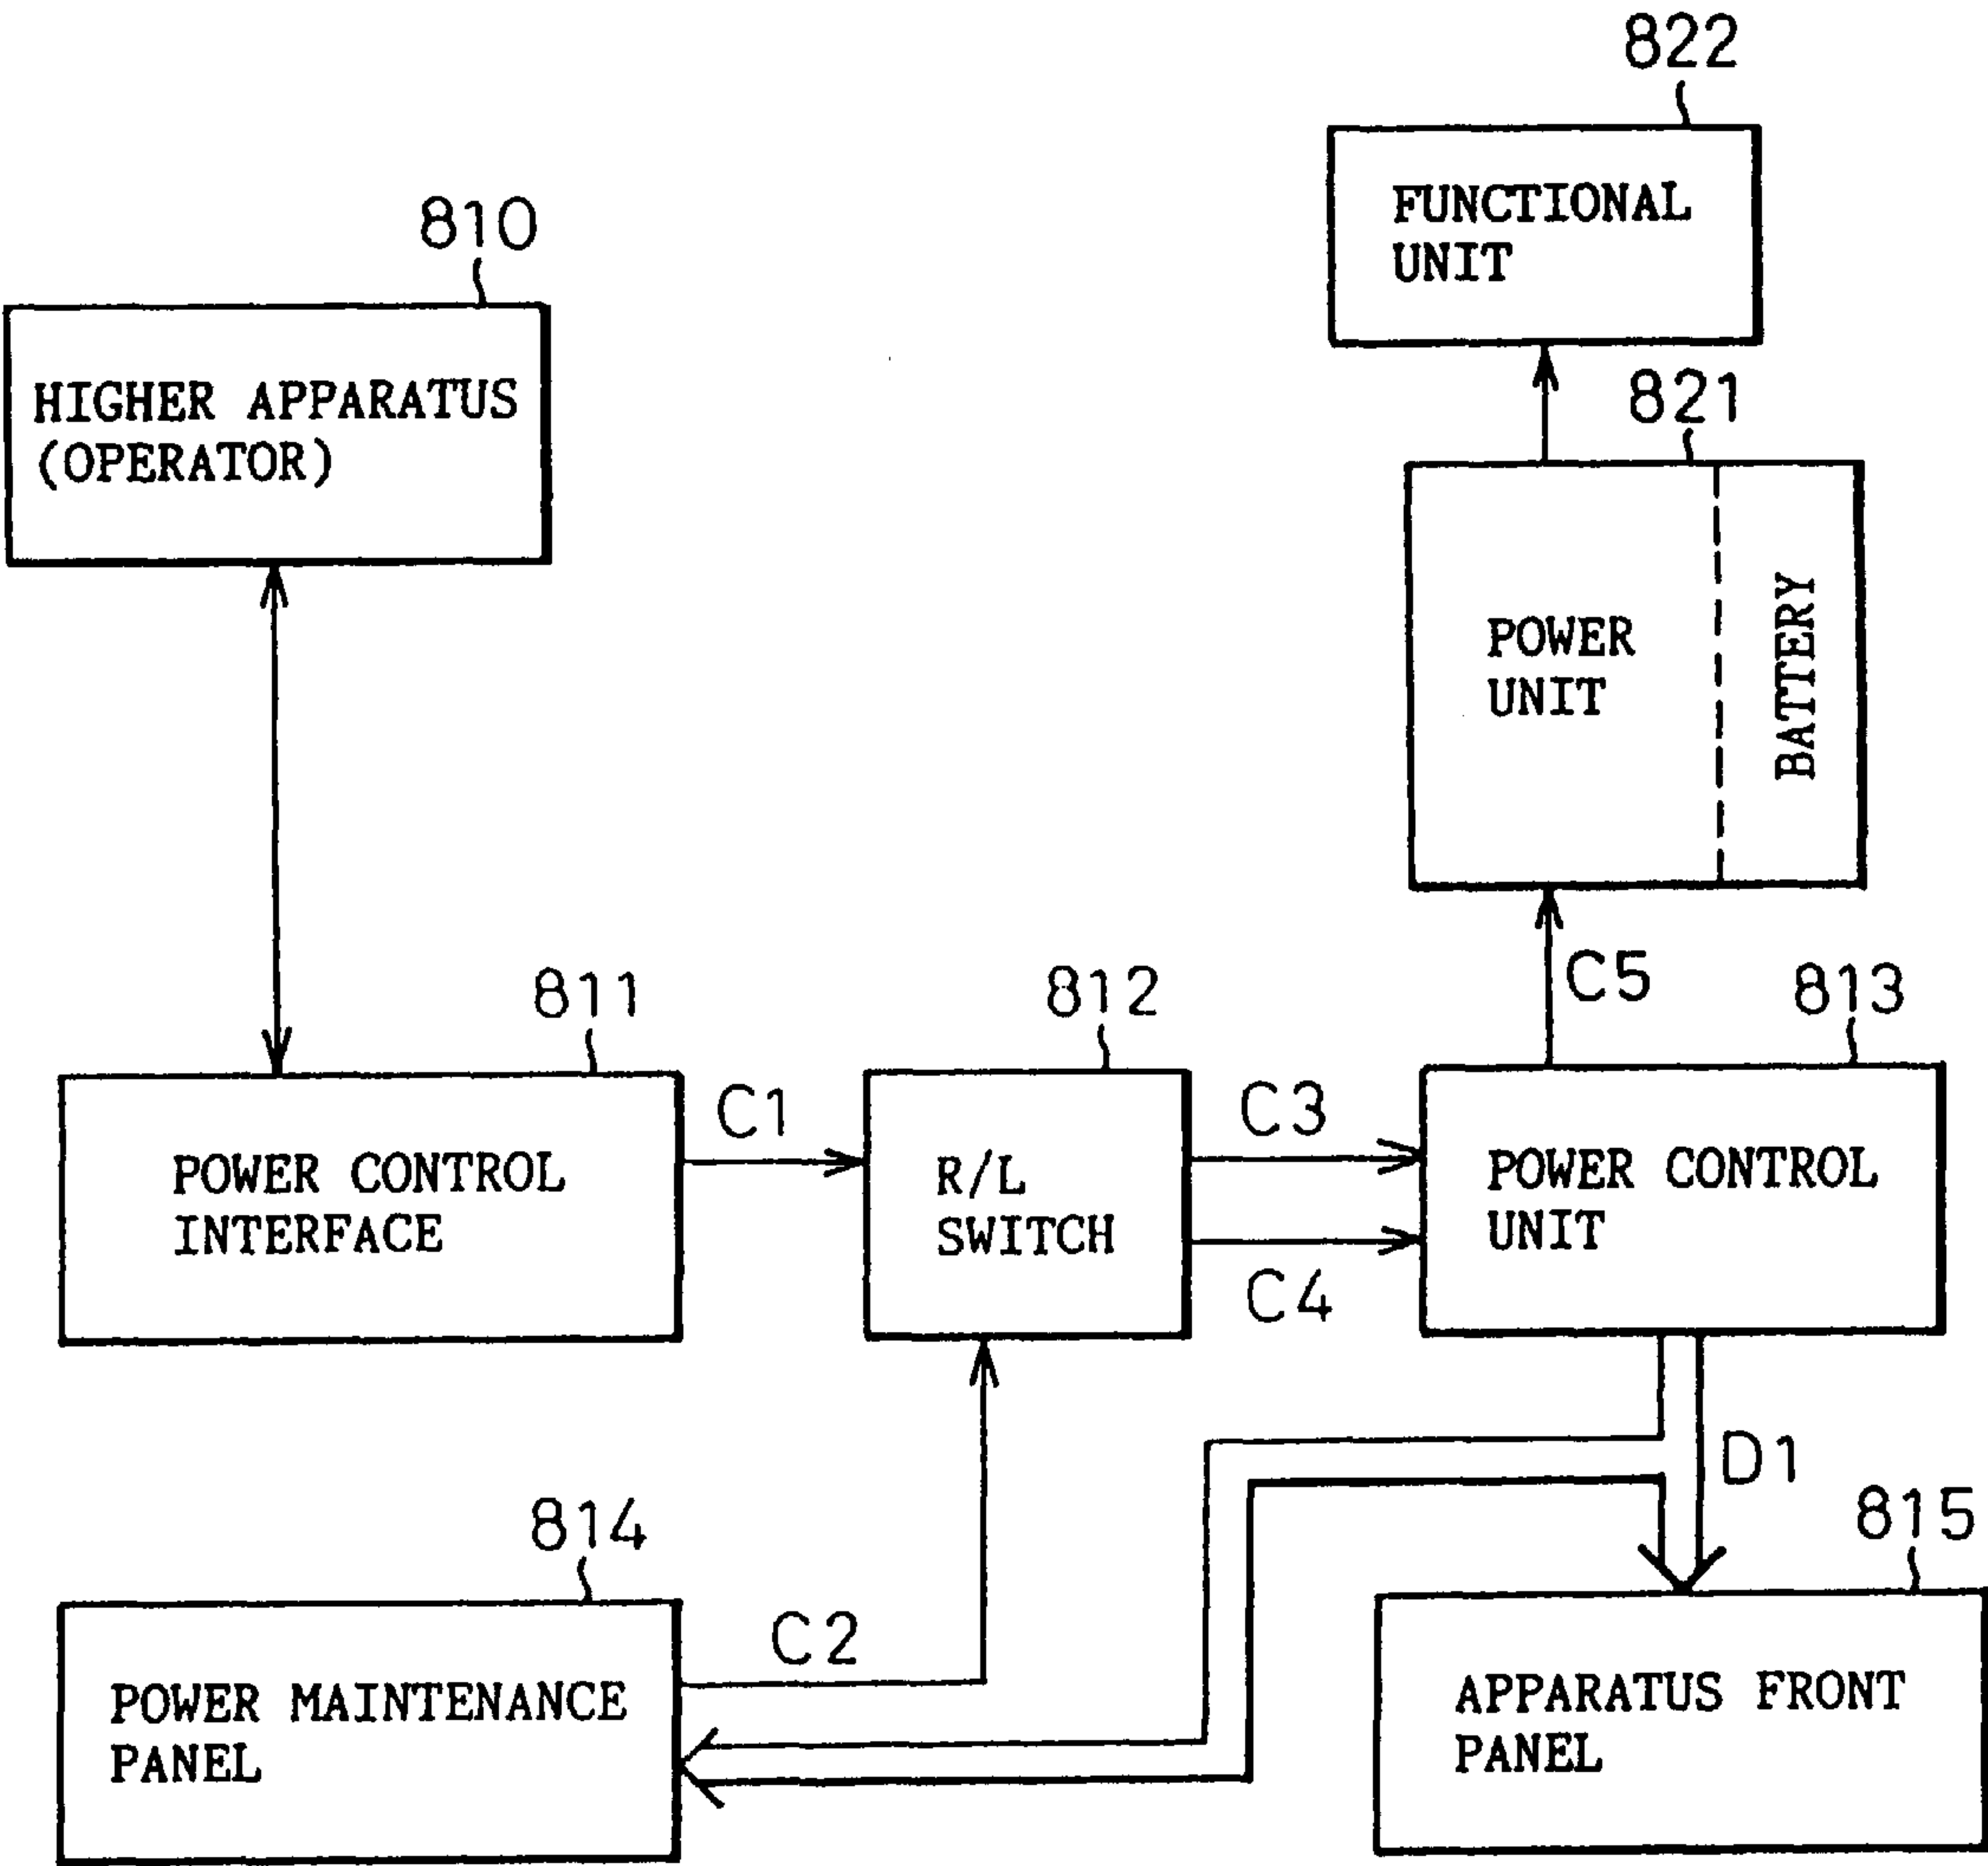 822
FUNCTIONAL
UNIT
810
HIGHER APPARATUS
(OPERATOR)
821
POWER
UNIT
BATTERY
C5
811
812
813
POWER CONTROL
INTERFACE
C1
R/L
SWITCH
C3
C4
POWER CONTROL
UNIT
D1
814
815
C2
POWER MAINTENANCE
PANEL
APPARATUS FRONT
PANEL